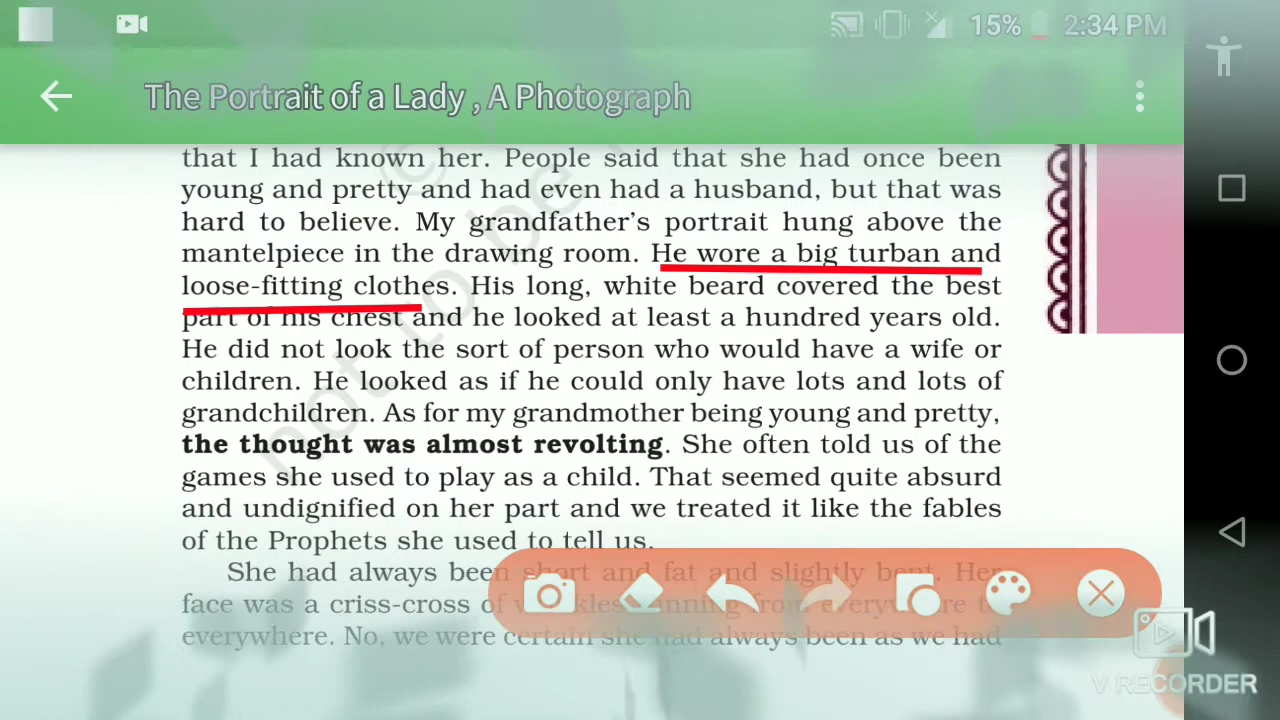 15% 2:34 PM
The Portrait of a Lady , A Photograph
that I had known her. People said that she had once been
young and pretty and had even had a husband, but that was
hard to believe. My grandfather's portrait hung above the
mantelpiece in the drawing room. He wore a big turban and
loose-fitting clothes. His long, white beard covered the best
part of his chest and he looked at least a hundred years old.
He did not look the sort of person who would have a wife or
children. He looked as if he could only have lots and lots of
grandchildren. As for my grandmother being young and pretty,
the thought was almost revolting. She often told us of the
games she used to play as a child. That seemed quite absurd
and undignified on her part and we treated it like the fables
of the Prophets she used to tell us.
She had always been short and fat and slightly bent. Her
face was a criss-cross of wrinkles running from everywhere to
everywhere. No, we were certain she had always been as we had
V RECORDER
not to be
©